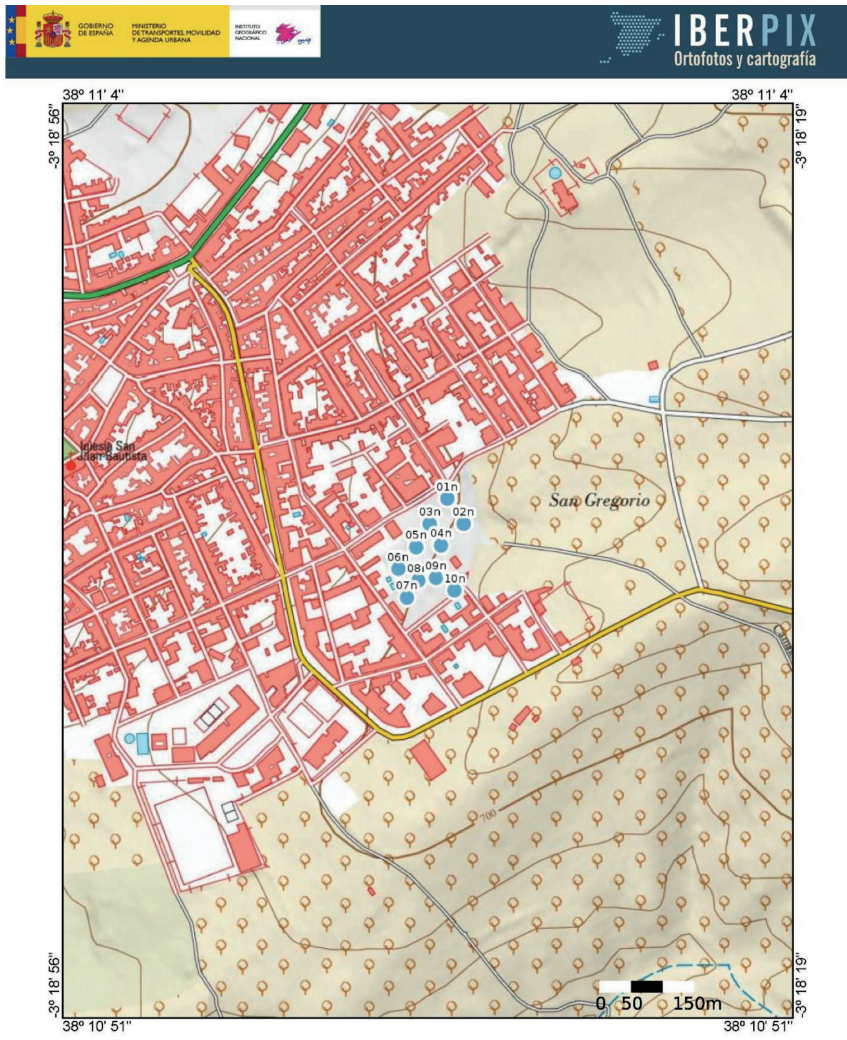 GOBIERNO
DE ESPAÑA
MINISTERIO
DE TRANSPORTES, MOVILIDAD
Y AGENDA URBANA
INSTITUTO
GEOGRÁFICO
NACIONAL
IBERPIX
Ortofotos y cartografía
38º 11' 4"
38º 11' 4"
-3º 18' 56"
-3º 18' 19"
Iglesia San
Juan Bautista
San Gregorio
01n
02n
03n
04n
05n
06n
08
09n
07n
10n
700
-3º 18' 56"
-3º 18' 19"
0 50 150m
38º 10' 51"
38º 10' 51"